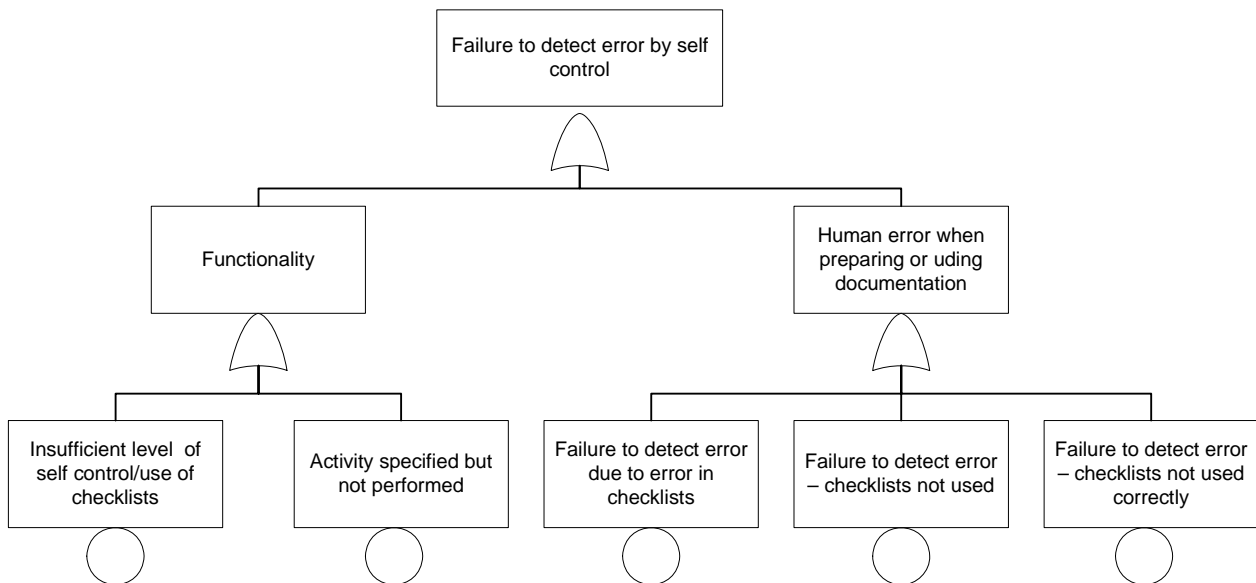 Failure to detect error by self
control
Functionality
Human error when
preparing or uding
documentation
Insufficient level  of
self control/use of
checklists
Activity specified but
not performed
Failure to detect error
due to error in
checklists
Failure to detect error
– checklists not used
Failure to detect error
– checklists not used
correctly